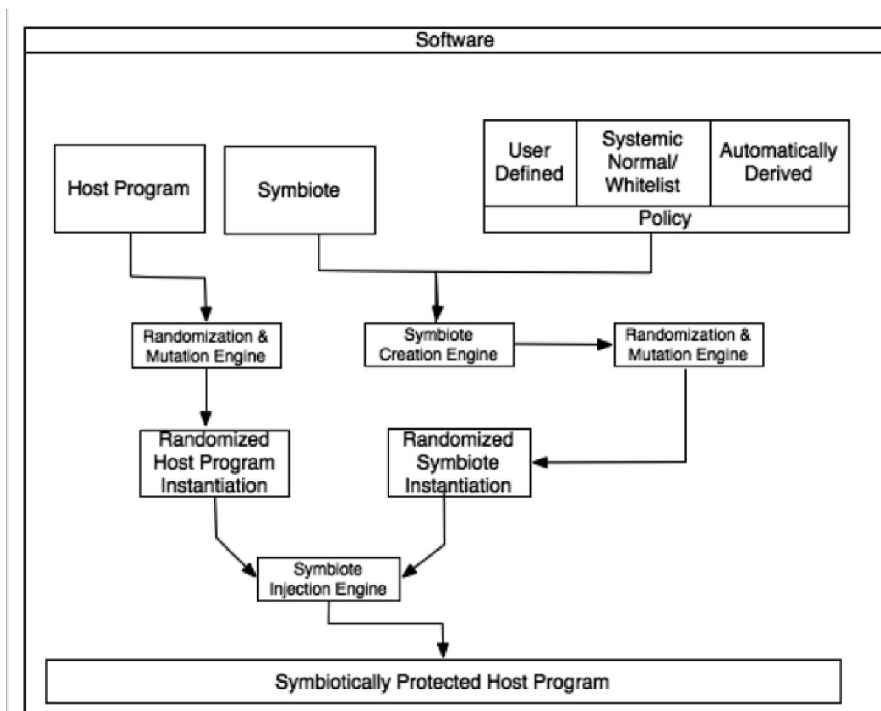 Software
Host Program
Symbiote
User
Defined
Systemic
Normal/
Whitelist
Automatically
Derived
Policy
Randomization &
Mutation Engine
Symbiote
Creation Engine
Randomization &
Mutation Engine
Randomized
Host Program
Instantiation
Randomized
Symbiote
Instantiation
Symbiote
Injection Engine
Symbiotically Protected Host Program